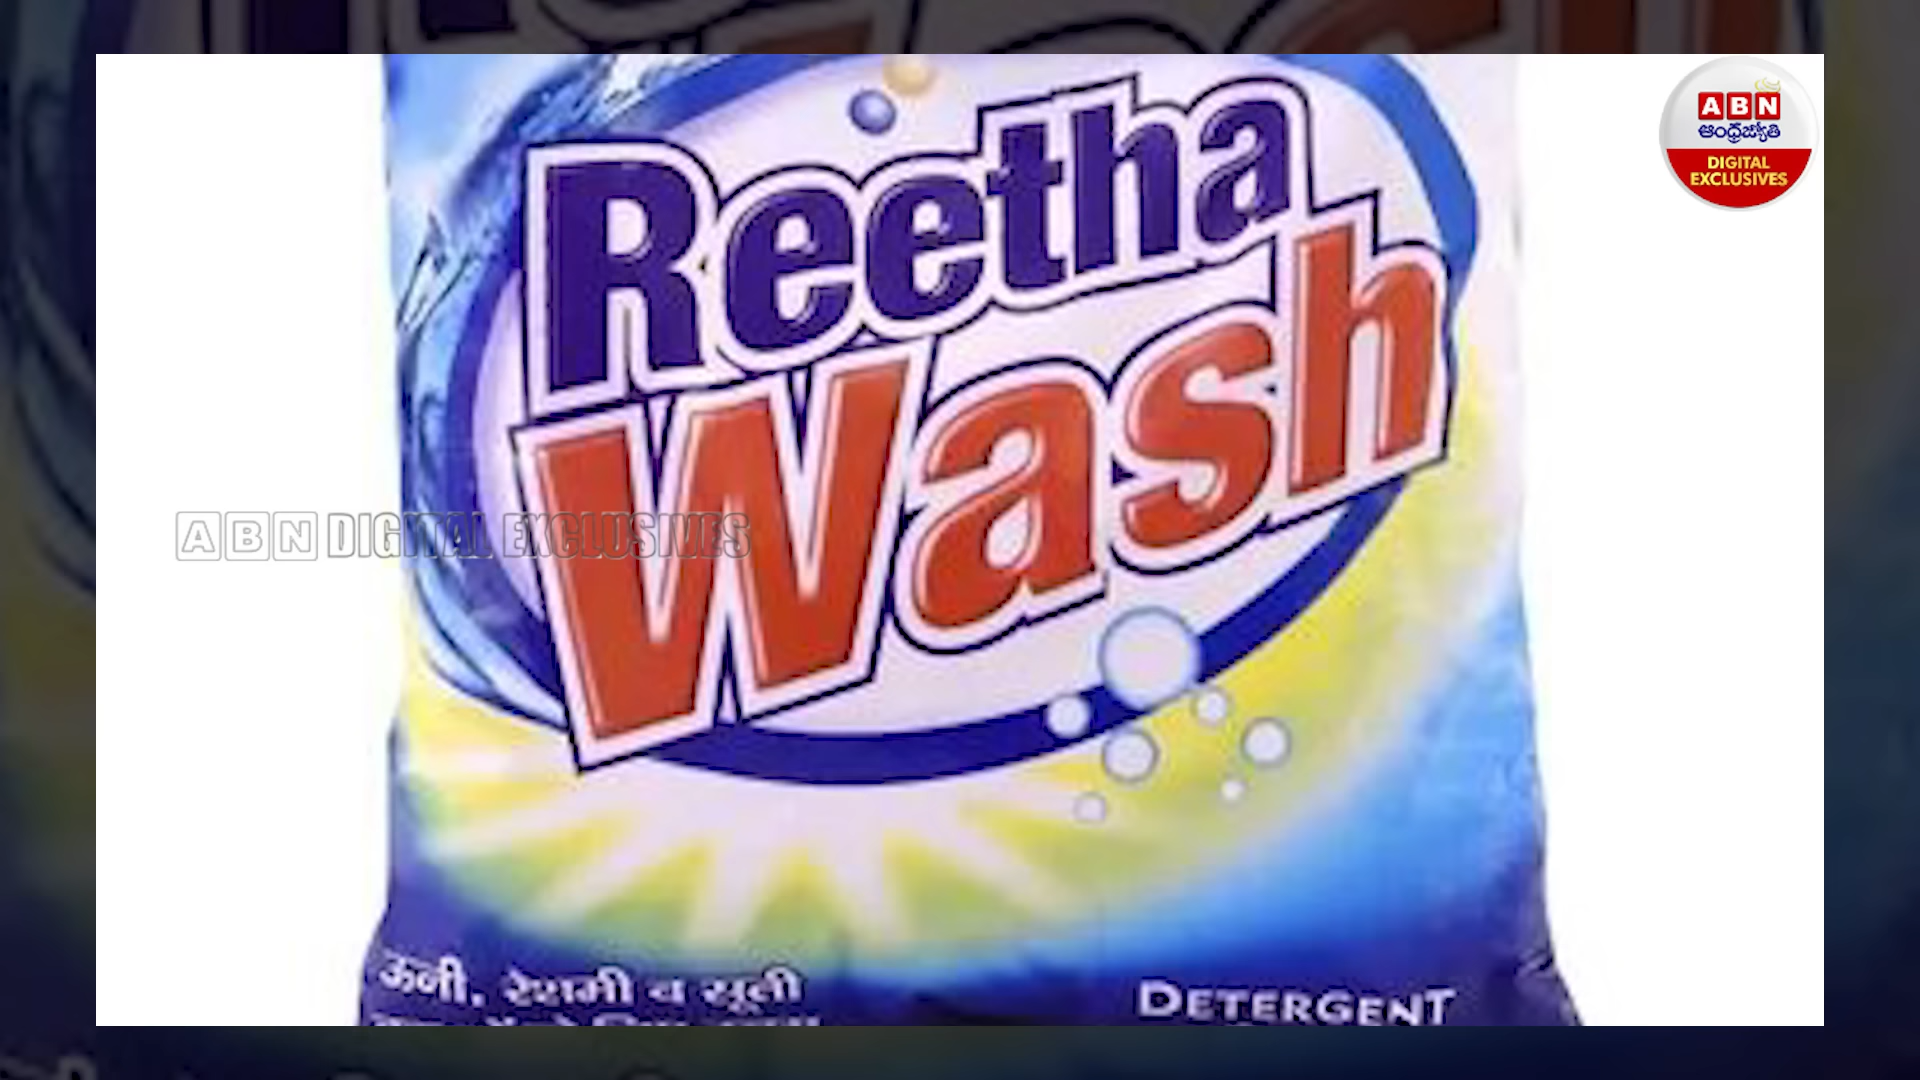 ABN
ఆంధ్రజ్యోతి
DIGITAL
EXCLUSIVES
Reetha
Wash
ABN DIGITAL EXCLUSIVES
ऊनी, रेशमी व सूती
DETERGENT